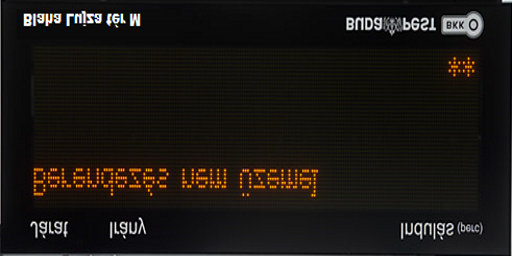 Járat Irány Indulás (perc)
Berendezés nem üzemel
**
Blaha Lujza tér M BUDAPEST BKK